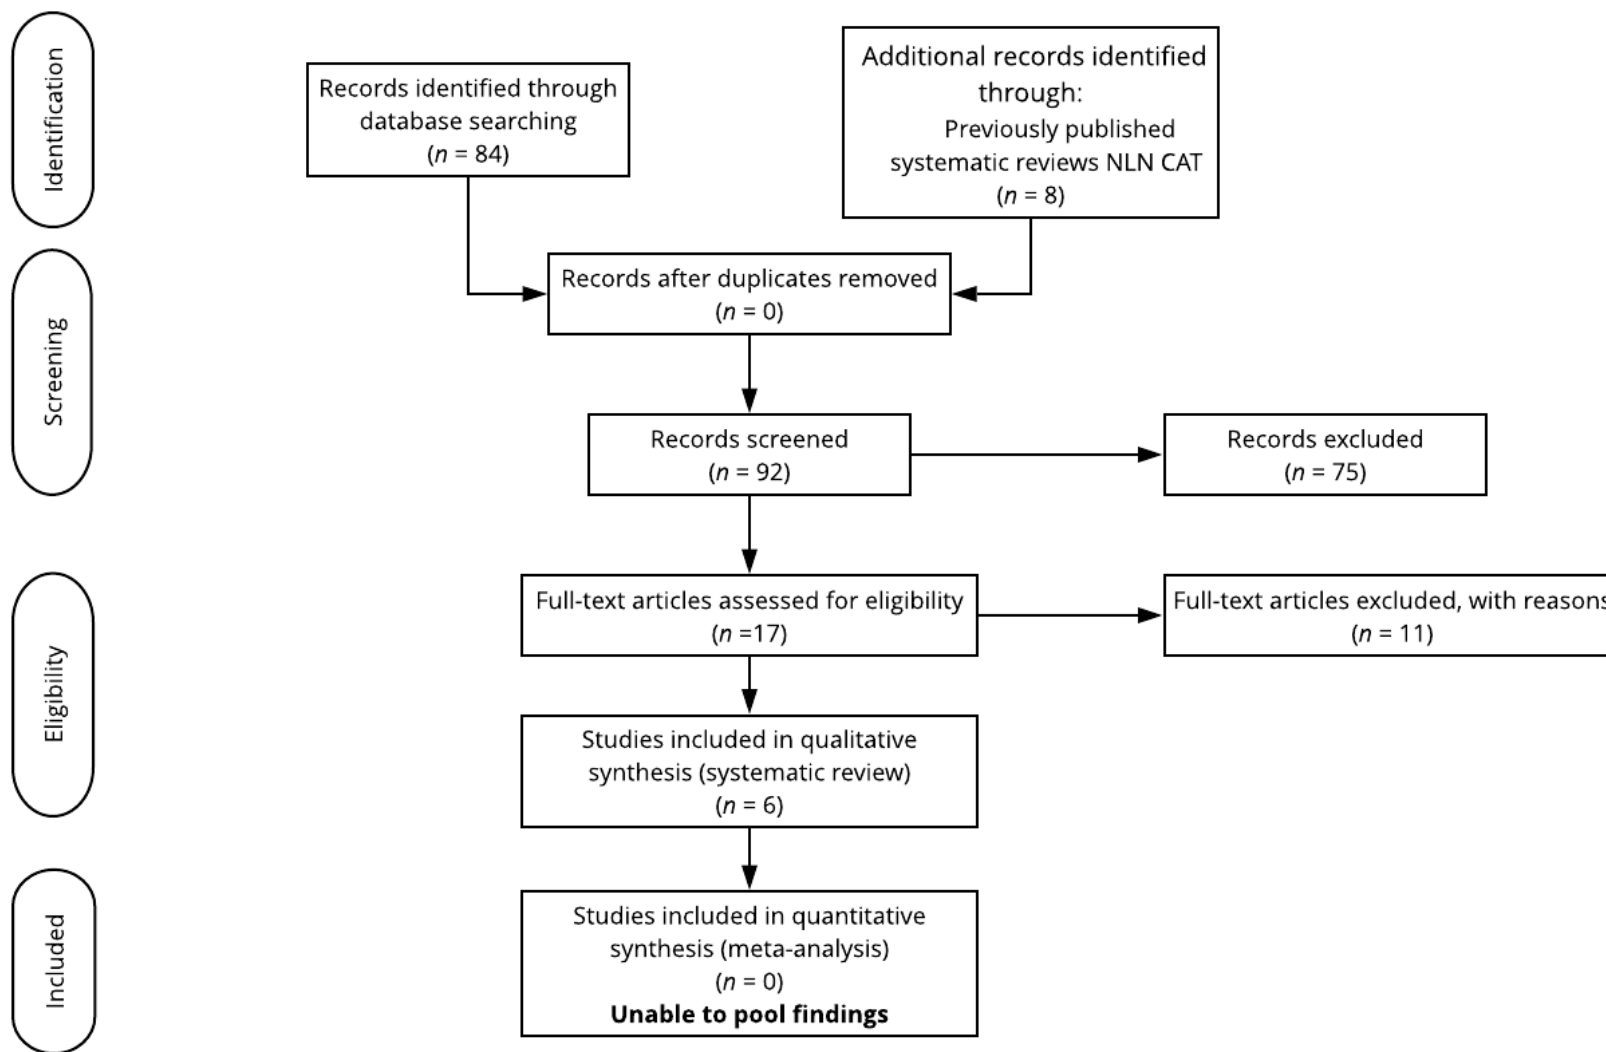 Identification
Records identified through
database searching
(n = 84)
Additional records identified
through:
Previously published
systematic reviews NLN CAT
(n = 8)
Screening
Records after duplicates removed
(n = 0)
Records screened
(n = 92)
Records excluded
(n = 75)
Eligibility
Full-text articles assessed for eligibility
(n =17)
Full-text articles excluded, with reasons
(n = 11)
Studies included in qualitative
synthesis (systematic review)
(n = 6)
Included
Studies included in quantitative
synthesis (meta-analysis)
(n = 0)
Unable to pool findings